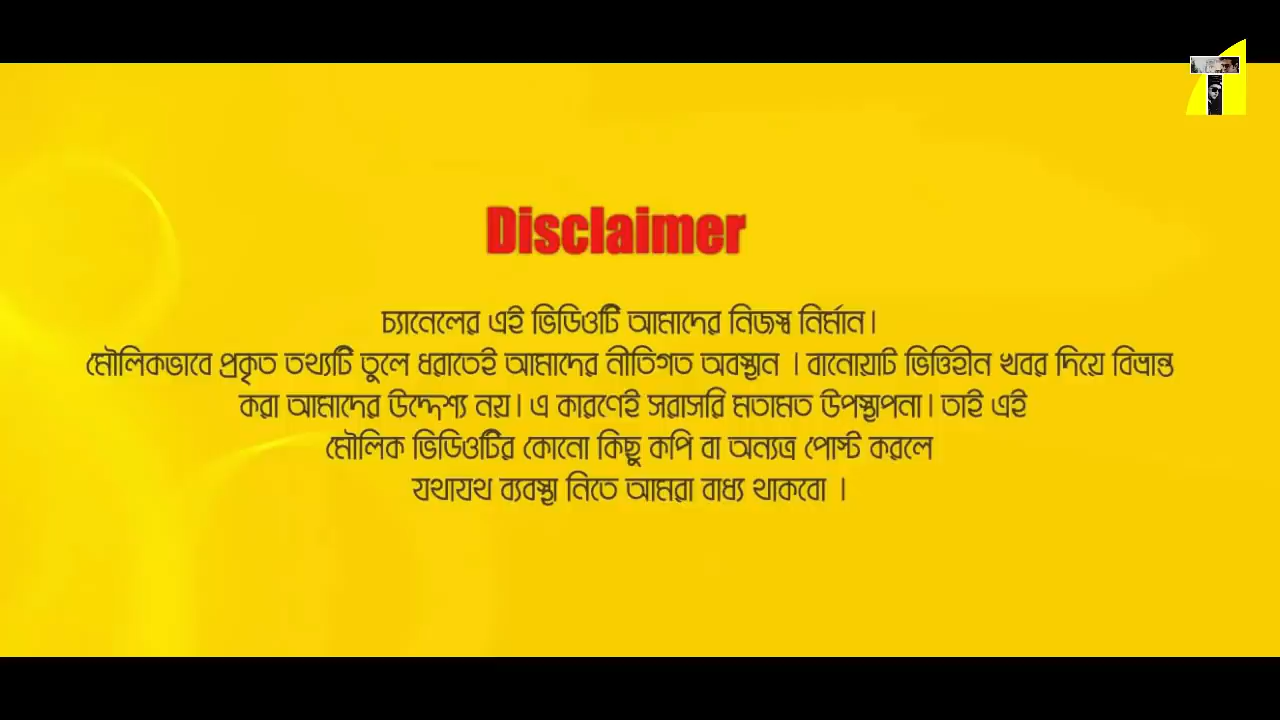 Disclaimer
চ্যানেলের এই ভিডিওটি আমাদের নিজস্ব নির্মান।
মৌলিকভাবে প্রকৃত তথ্যটি তুলে ধরাতেই আমাদের নীতিগত অবস্থান । বানোয়াট ভিত্তিহীন খবর দিয়ে বিভ্রান্ত
করা আমাদের উদ্দেশ্য নয়। এ কারণেই সরাসরি মতামত উপস্থাপনা। তাই এই
মৌলিক ভিডিওটির কোনো কিছু কপি বা অন্যত্র পোস্ট করলে
যথাযথ ব্যবস্থা নিতে আমরা বাধ্য থাকবো ।